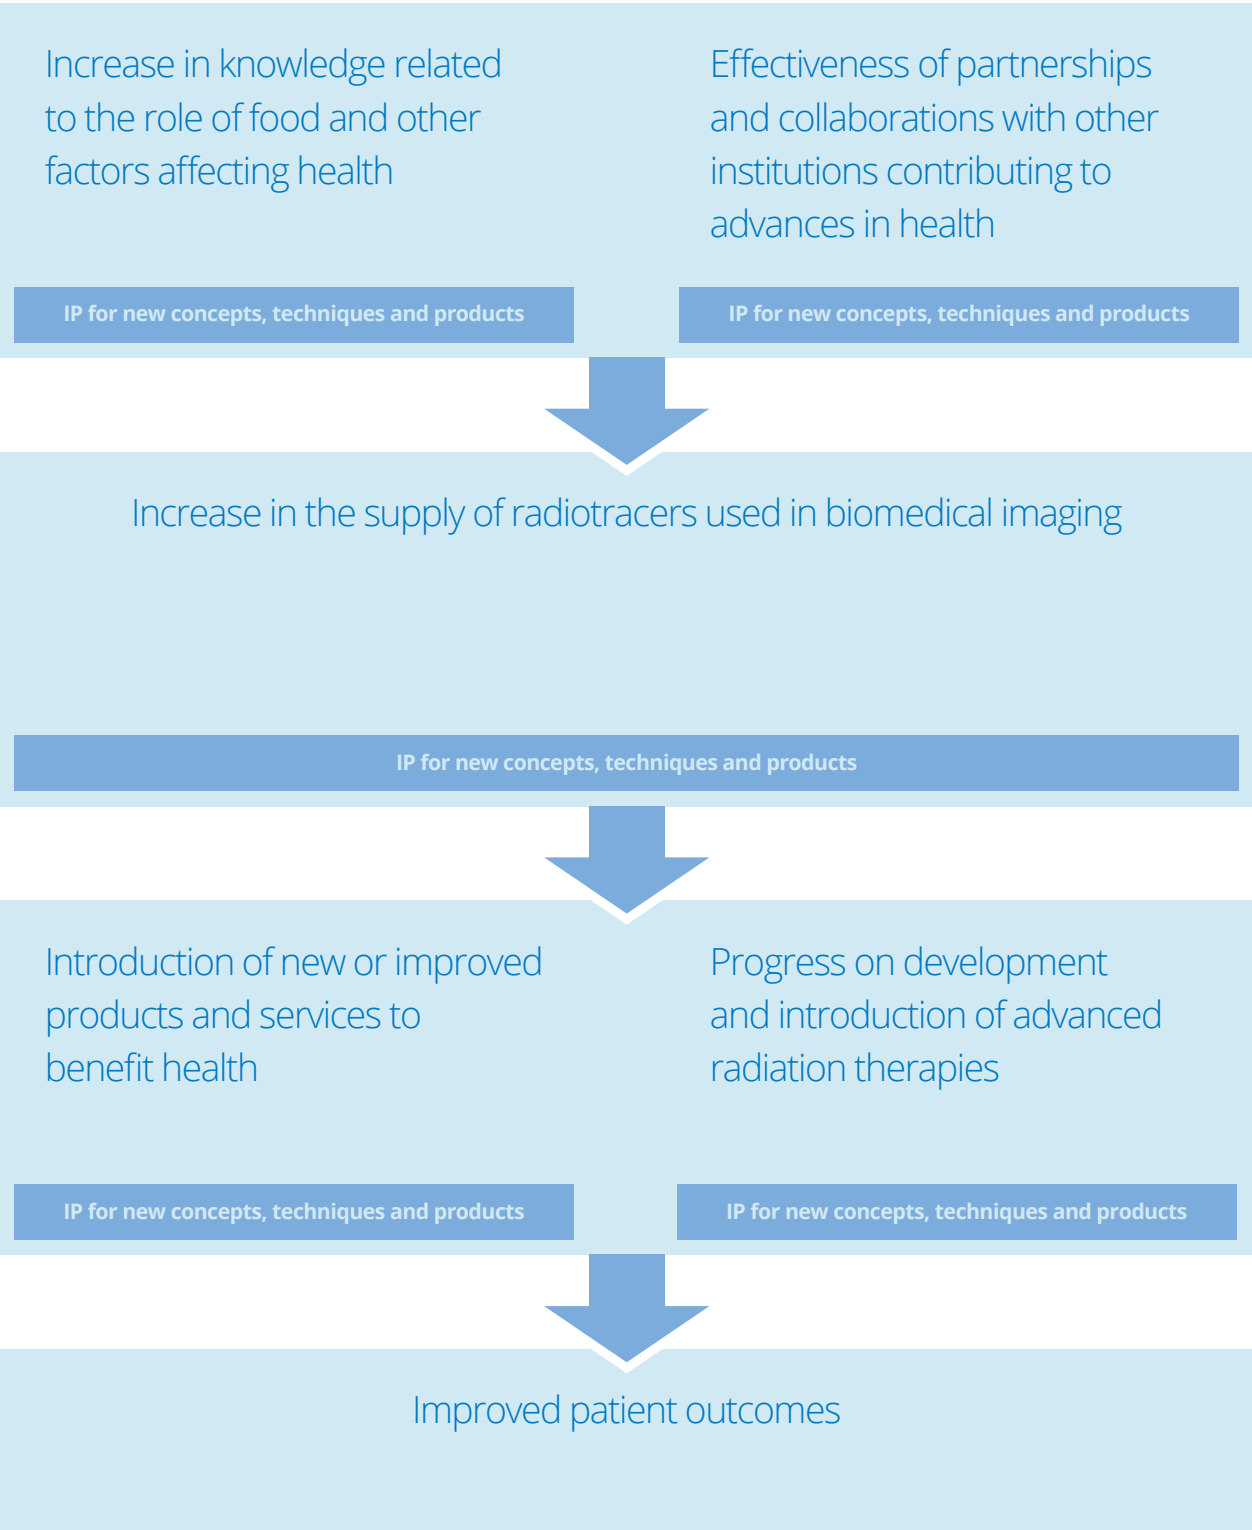 Increase in knowledge related
to the role of food and other
factors affecting health
IP for new concepts, techniques and products
Effectiveness of partnerships
and collaborations with other
institutions contributing to
advances in health
IP for new concepts, techniques and products
Increase in the supply of radiotracers used in biomedical imaging
IP for new concepts, techniques and products
Introduction of new or improved
products and services to
benefit health
IP for new concepts, techniques and products
Progress on development
and introduction of advanced
radiation therapies
IP for new concepts, techniques and products
Improved patient outcomes